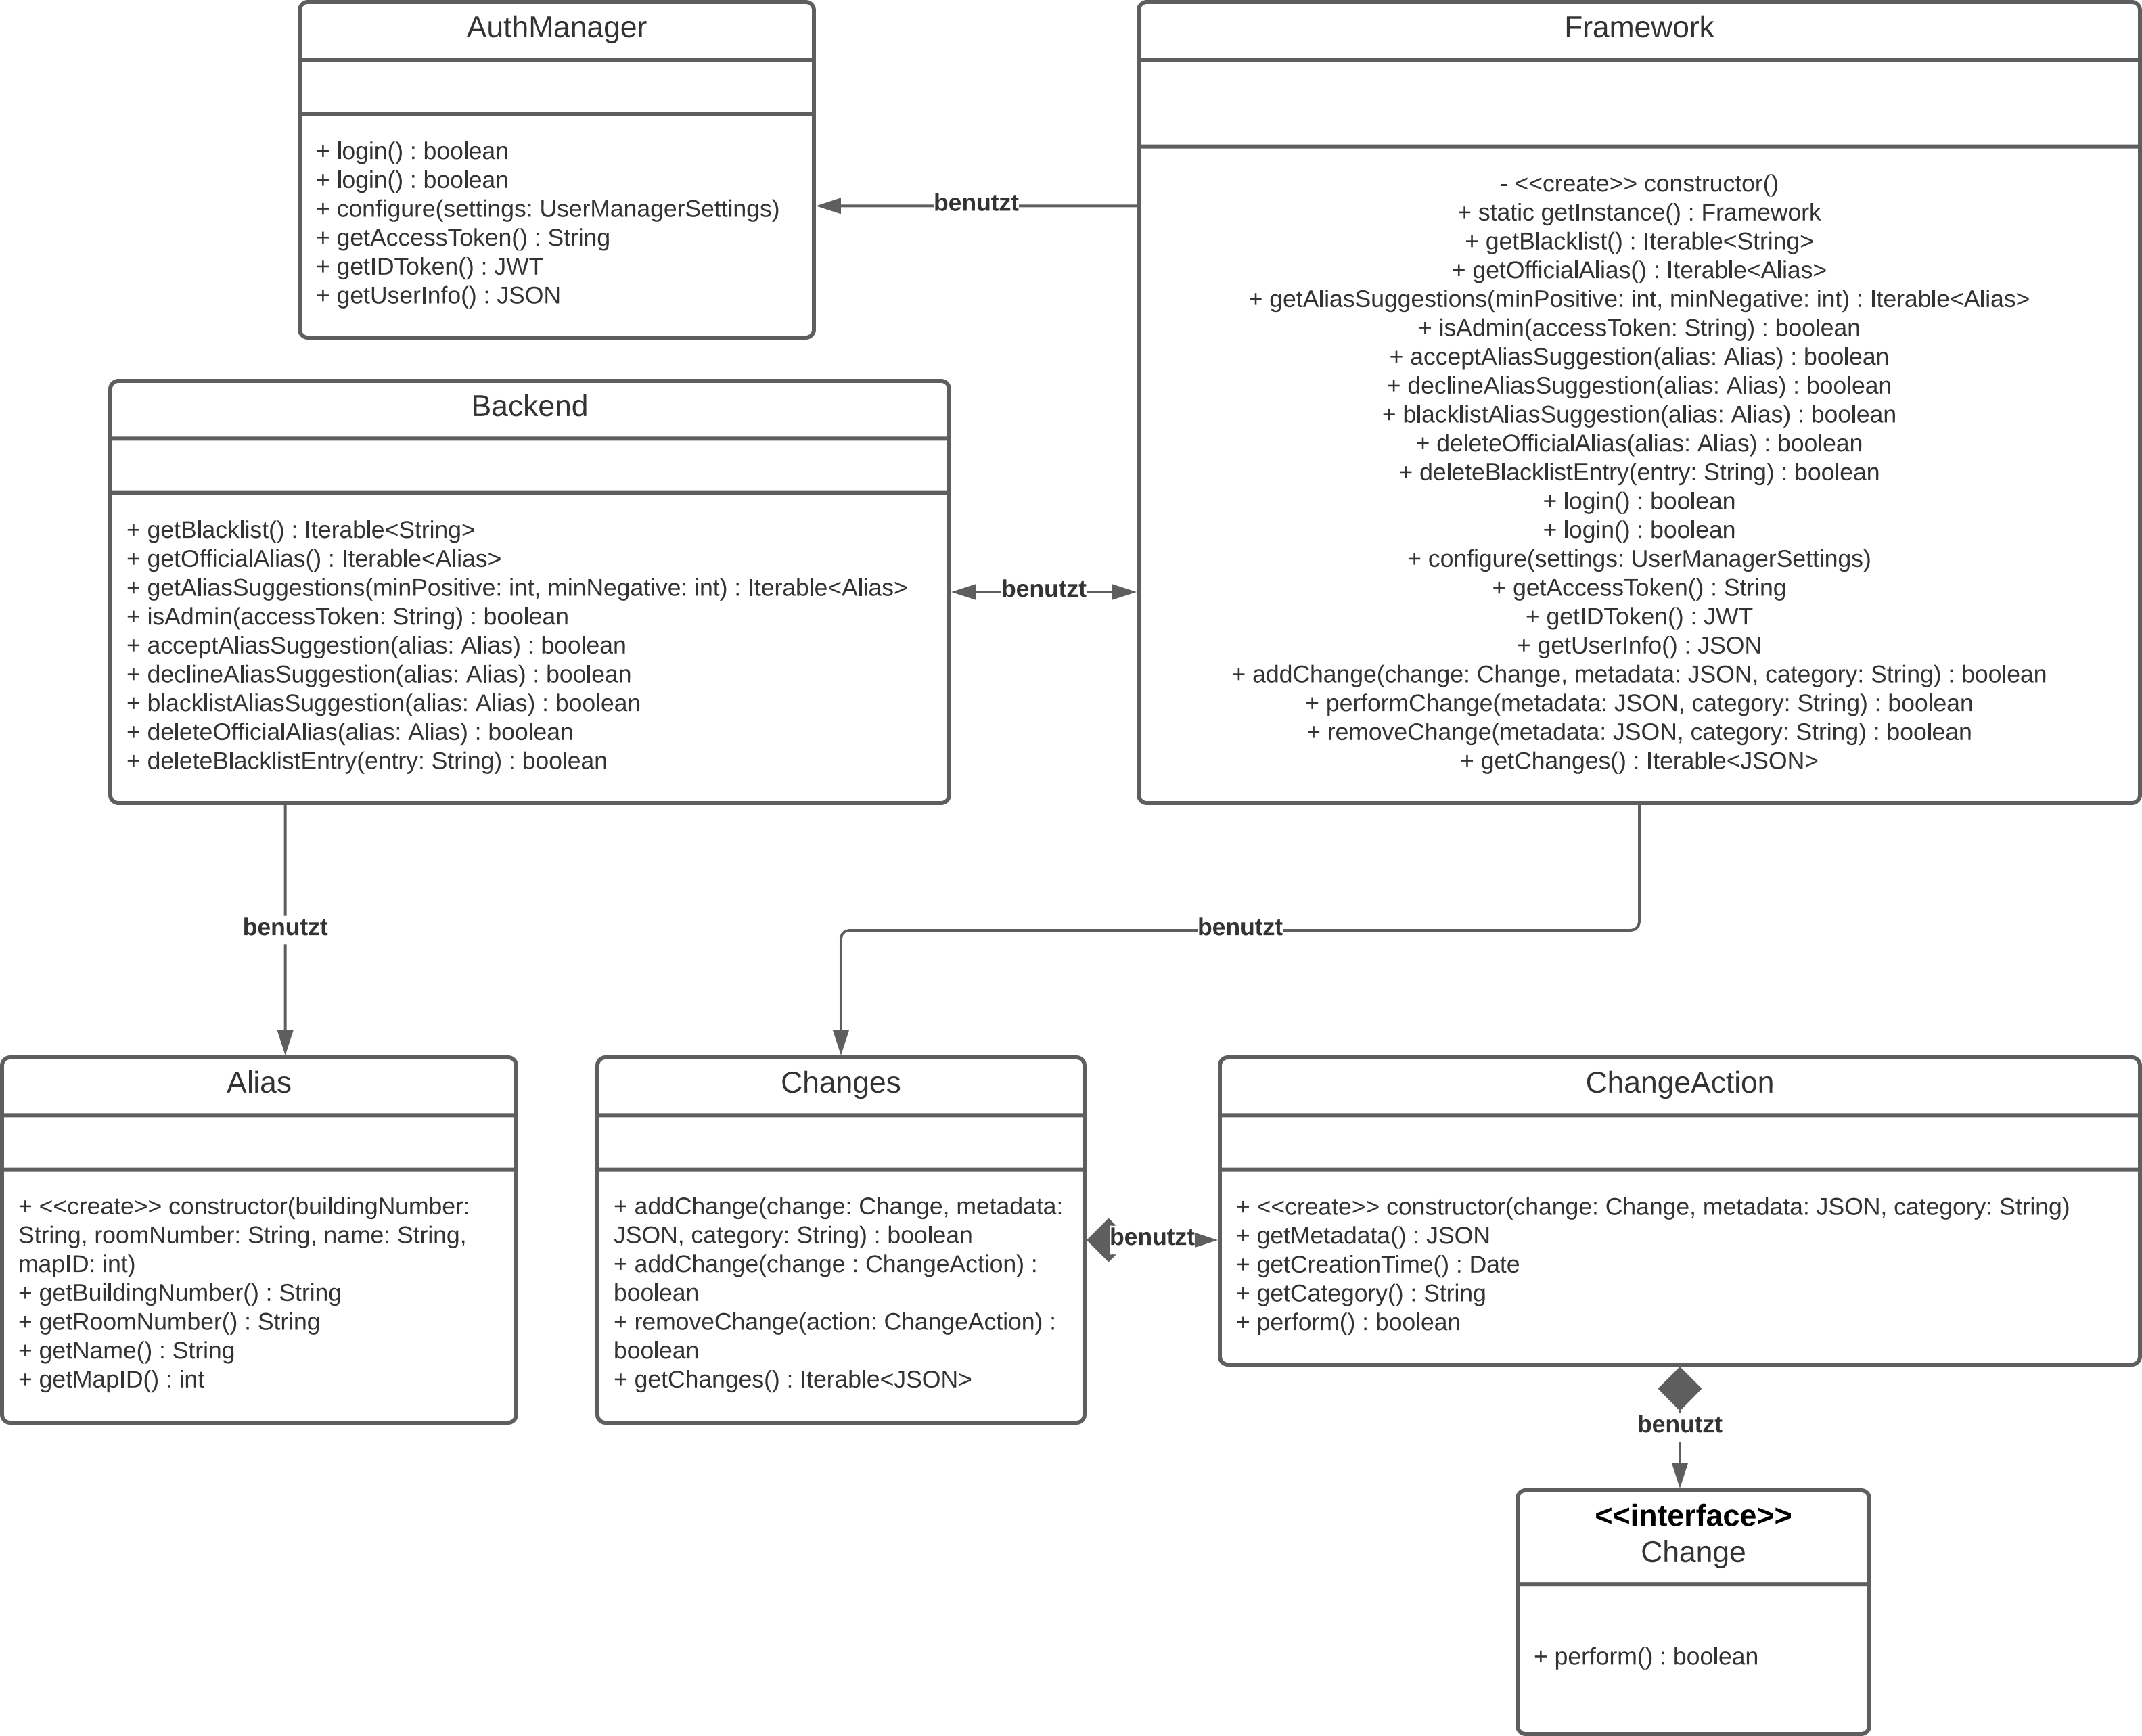 AuthManager
+ login() : boolean
+ login() : boolean
+ configure(settings: UserManagerSettings)
+ getAccessToken() : String
+ getIDToken() : JWT
+ getUserInfo() : JSON
benutzt
Framework
- <<create>> constructor()
+ static getInstance() : Framework
+ getBlacklist() : Iterable<String>
+ getOfficialAlias() : Iterable<Alias>
+ getAliasSuggestions(minPositive: int, minNegative: int) : Iterable<Alias>
+ isAdmin(accessToken: String) : boolean
+ acceptAliasSuggestion(alias: Alias) : boolean
+ declineAliasSuggestion(alias: Alias) : boolean
+ blacklistAliasSuggestion(alias: Alias) : boolean
+ deleteOfficialAlias(alias: Alias) : boolean
+ deleteBlacklistEntry(entry: String) : boolean
+ login() : boolean
+ login() : boolean
+ configure(settings: UserManagerSettings)
+ getAccessToken() : String
+ getIDToken() : JWT
+ getUserInfo() : JSON
+ addChange(change: Change, metadata: JSON, category: String) : boolean
+ performChange(metadata: JSON, category: String) : boolean
+ removeChange(metadata: JSON, category: String) : boolean
+ getChanges() : Iterable<JSON>
Backend
+ getBlacklist() : Iterable<String>
+ getOfficialAlias() : Iterable<Alias>
+ getAliasSuggestions(minPositive: int, minNegative: int) : Iterable<Alias>
+ isAdmin(accessToken: String) : boolean
+ acceptAliasSuggestion(alias: Alias) : boolean
+ declineAliasSuggestion(alias: Alias) : boolean
+ blacklistAliasSuggestion(alias: Alias) : boolean
+ deleteOfficialAlias(alias: Alias) : boolean
+ deleteBlacklistEntry(entry: String) : boolean
benutzt
benutzt
benutzt
Alias
+ <<create>> constructor(buildingNumber:
String, roomNumber: String, name: String,
mapID: int)
+ getBuildingNumber() : String
+ getRoomNumber() : String
+ getName() : String
+ getMapID() : int
Changes
+ addChange(change: Change, metadata:
JSON, category: String) : boolean
+ addChange(change : ChangeAction) :
boolean
+ removeChange(action: ChangeAction) :
boolean
+ getChanges() : Iterable<JSON>
benutzt
ChangeAction
+ <<create>> constructor(change: Change, metadata: JSON, category: String)
+ getMetadata() : JSON
+ getCreationTime() : Date
+ getCategory() : String
+ perform() : boolean
benutzt
<<interface>>
Change
+ perform() : boolean